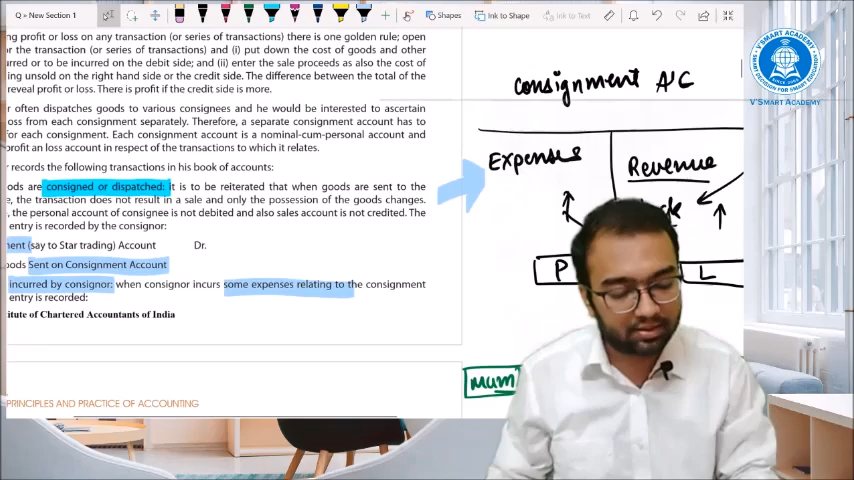 Q » New Section 1
Shapes
Ink to Shape
Ink to Text
ng profit or loss on any transaction (or series of transactions) there is one golden rule; open
or the transaction (or series of transactions) and (i) put down the cost of goods and other
urred or to be incurred on the debit side; and (ii) enter the sale proceeds as also the cost of
ing unsold on the right hand side or the credit side. The difference between the total of the
reveal profit or loss. There is profit if the credit side is more.
r often dispatches goods to various consignees and he would be interested to ascertain
oss from each consignment separately. Therefore, a separate consignment account has to
for each consignment. Each consignment account is a nominal-cum-personal account and
profit an loss account in respect of the transactions to which it relates.
r records the following transactions in his book of accounts:
ods are consigned or dispatched: it is to be reiterated that when goods are sent to the
e, the transaction does not result in a sale and only the possession of the goods changes.
, the personal account of consignee is not debited and also sales account is not credited. The
entry is recorded by the consignor:
nent (say to Star trading) Account Dr.
oods Sent on Consignment Account
incurred by consignor: when consignor incurs some expenses relating to the consignment
entry is recorded:
itute of Chartered Accountants of India
PRINCIPLES AND PRACTICE OF ACCOUNTING
Consignment A/C
Expenses
Revenue
P
L
mum
V'SMART ACADEMY
DECISION FOR SMART EDUCATION
V'SMART ACADEMY